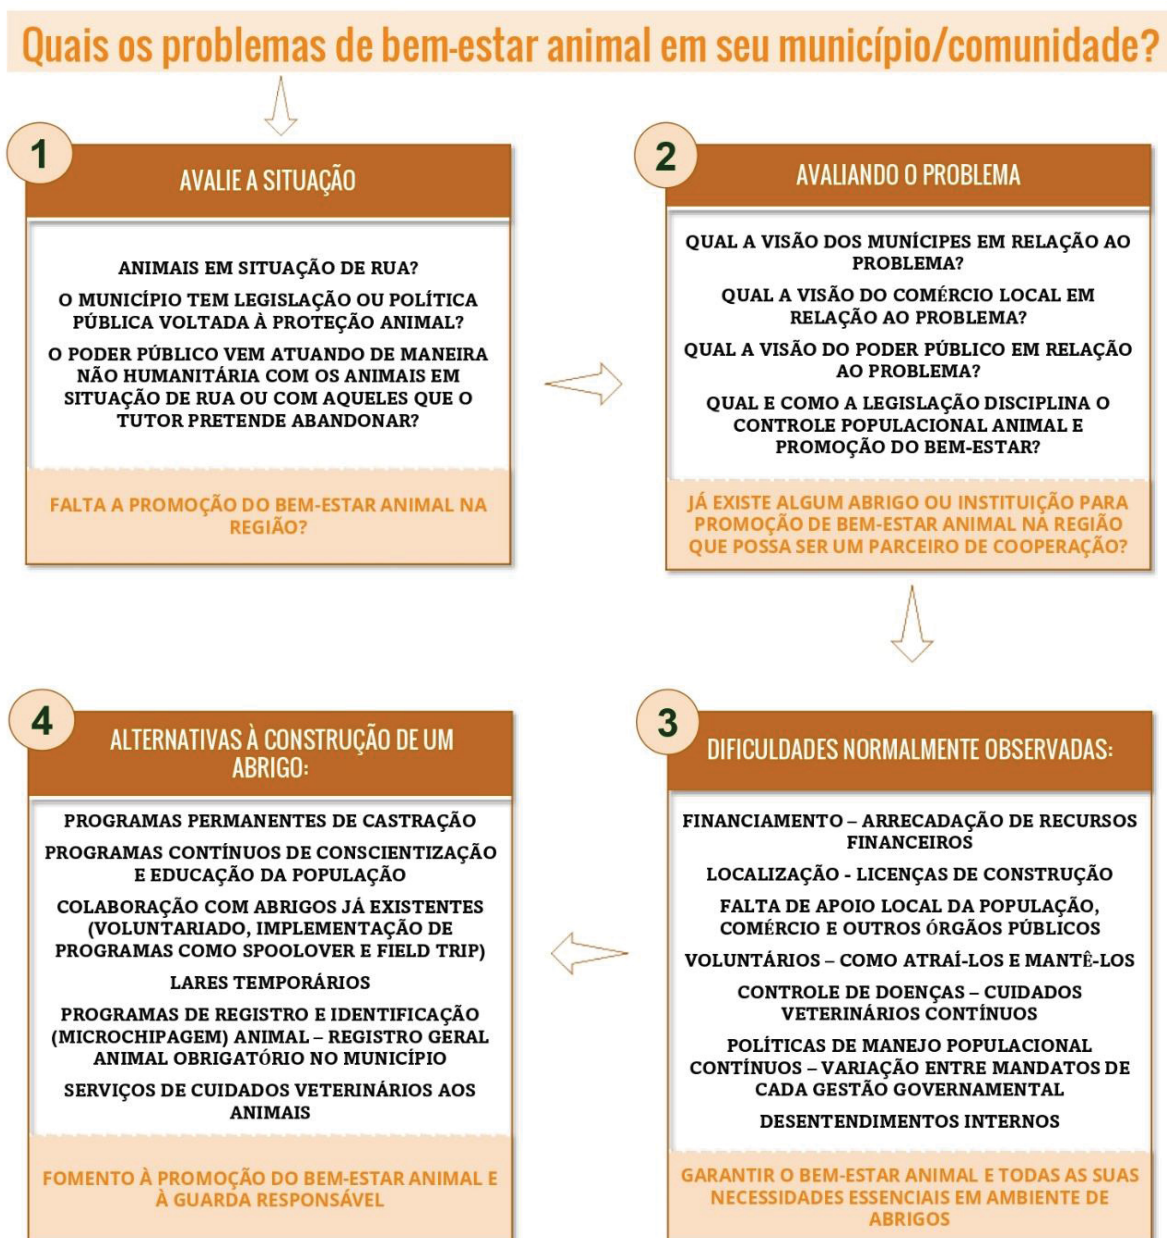 Quais os problemas de bem-estar animal em seu município/comunidade?
1
AVALIE A SITUAÇÃO
ANIMAIS EM SITUAÇÃO DE RUA?
O MUNICÍPIO TEM LEGISLAÇÃO OU POLÍTICA
PÚBLICA VOLTADA À PROTEÇÃO ANIMAL?
O PODER PÚBLICO VEM ATUANDO DE MANEIRA
NÃO HUMANITÁRIA COM OS ANIMAIS EM
SITUAÇÃO DE RUA OU COM AQUELES QUE O
TUTOR PRETENDE ABANDONAR?
FALTA A PROMOÇÃO DO BEM-ESTAR ANIMAL NA
REGIÃO?
2
AVALIANDO O PROBLEMA
QUAL A VISÃO DOS MUNÍCIPES EM RELAÇÃO AO
PROBLEMA?
QUAL A VISÃO DO COMÉRCIO LOCAL EM
RELAÇÃO AO PROBLEMA?
QUAL A VISÃO DO PODER PÚBLICO EM RELAÇÃO
AO PROBLEMA?
QUAL E COMO A LEGISLAÇÃO DISCIPLINA O
CONTROLE POPULACIONAL ANIMAL E
PROMOÇÃO DO BEM-ESTAR?
JÁ EXISTE ALGUM ABRIGO OU INSTITUIÇÃO PARA
PROMOÇÃO DE BEM-ESTAR ANIMAL NA REGIÃO
QUE POSSA SER UM PARCEIRO DE COOPERAÇÃO?
3
DIFICULDADES NORMALMENTE OBSERVADAS:
FINANCIAMENTO – ARRECADAÇÃO DE RECURSOS
FINANCEIROS
LOCALIZAÇÃO - LICENÇAS DE CONSTRUÇÃO
FALTA DE APOIO LOCAL DA POPULAÇÃO,
COMÉRCIO E OUTROS ÓRGÃOS PÚBLICOS
VOLUNTÁRIOS – COMO ATRAÍ-LOS E MANTÊ-LOS
CONTROLE DE DOENÇAS – CUIDADOS
VETERINÁRIOS CONTÍNUOS
POLÍTICAS DE MANEJO POPULACIONAL
CONTÍNUOS – VARIAÇÃO ENTRE MANDATOS DE
CADA GESTÃO GOVERNAMENTAL
DESENTENDIMENTOS INTERNOS
GARANTIR O BEM-ESTAR ANIMAL E TODAS AS SUAS
NECESSIDADES ESSENCIAIS EM AMBIENTE DE
ABRIGOS
4
ALTERNATIVAS À CONSTRUÇÃO DE UM
ABRIGO:
PROGRAMAS PERMANENTES DE CASTRAÇÃO
PROGRAMAS CONTÍNUOS DE CONSCIENTIZAÇÃO
E EDUCAÇÃO DA POPULAÇÃO
COLABORAÇÃO COM ABRIGOS JÁ EXISTENTES
(VOLUNTARIADO, IMPLEMENTAÇÃO DE
PROGRAMAS COMO SPOOLOVER E FIELD TRIP)
LARES TEMPORÁRIOS
PROGRAMAS DE REGISTRO E IDENTIFICAÇÃO
(MICROCHIPAGEM) ANIMAL – REGISTRO GERAL
ANIMAL OBRIGATÓRIO NO MUNICÍPIO
SERVIÇOS DE CUIDADOS VETERINÁRIOS AOS
ANIMAIS
FOMENTO À PROMOÇÃO DO BEM-ESTAR ANIMAL E
À GUARDA RESPONSÁVEL